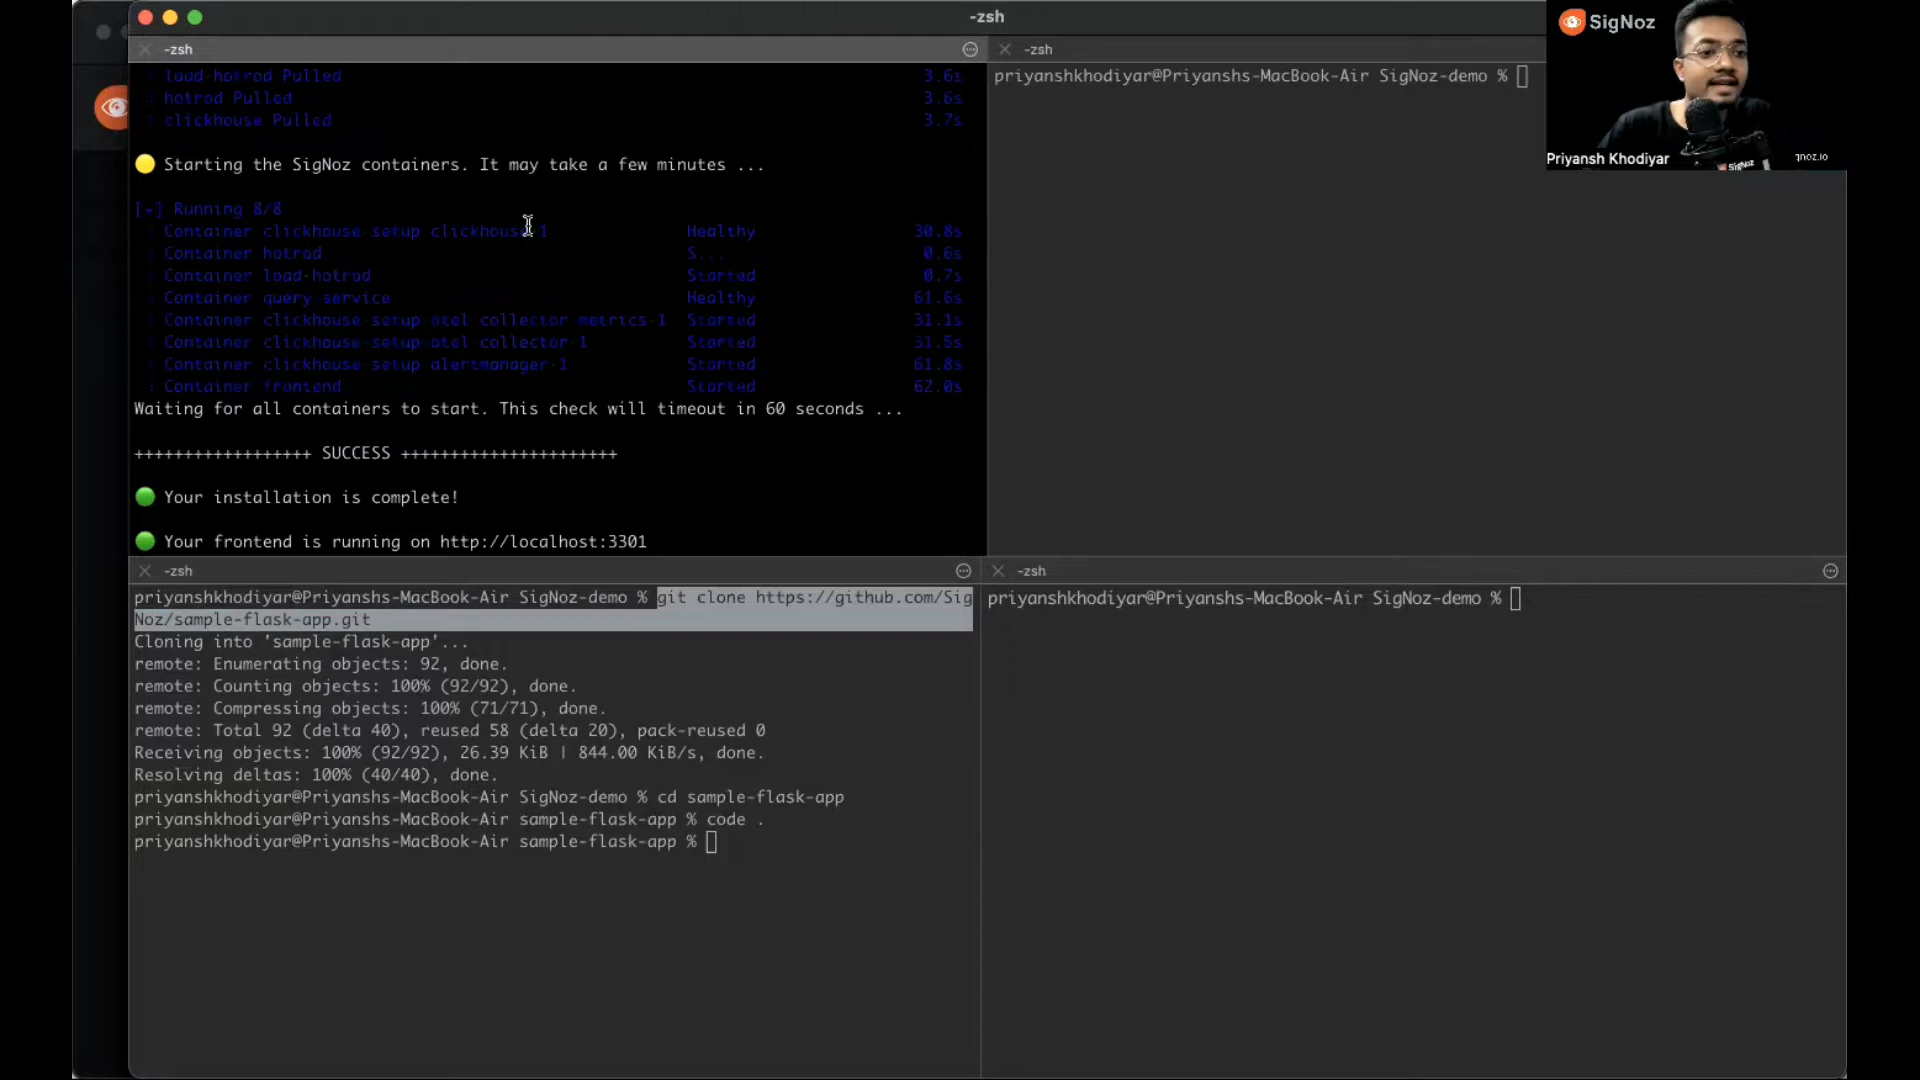 -zsh
-zsh
-zsh
load-hotrod Pulled 3.6s
hotrod Pulled 3.6s
clickhouse Pulled 3.7s
Starting the SigNoz containers. It may take a few minutes ...
Running 8/8
Container clickhouse-setup-clickhouse-1 Healthy 30.8s
Container hotrod S... 0.6s
Container load-hotrod Started 0.7s
Container query-service Healthy 61.6s
Container clickhouse-setup-otel-collector-metrics-1 Started 31.1s
Container clickhouse-setup-otel-collector-1 Started 31.5s
Container clickhouse-setup-alertmanager-1 Started 61.8s
Container frontend Started 62.0s
Waiting for all containers to start. This check will timeout in 60 seconds ...
++++++++++++++++++ SUCCESS ++++++++++++++++++++++
Your installation is complete!
Your frontend is running on http://localhost:3301
priyanshkhodiyar@Priyanshs-MacBook-Air SigNoz-demo %
SigNoz
Priyansh Khodiyar
SigNoz
-zsh
priyanshkhodiyar@Priyanshs-MacBook-Air SigNoz-demo % git clone https://github.com/Sig
Noz/sample-flask-app.git
Cloning into 'sample-flask-app'...
remote: Enumerating objects: 92, done.
remote: Counting objects: 100% (92/92), done.
remote: Compressing objects: 100% (71/71), done.
remote: Total 92 (delta 40), reused 58 (delta 20), pack-reused 0
Receiving objects: 100% (92/92), 26.39 KiB | 844.00 KiB/s, done.
Resolving deltas: 100% (40/40), done.
priyanshkhodiyar@Priyanshs-MacBook-Air SigNoz-demo % cd sample-flask-app
priyanshkhodiyar@Priyanshs-MacBook-Air sample-flask-app % code .
priyanshkhodiyar@Priyanshs-MacBook-Air sample-flask-app %
-zsh
priyanshkhodiyar@Priyanshs-MacBook-Air SigNoz-demo %